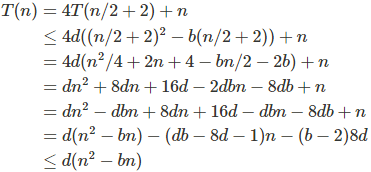 T(n) = 4T(n/2 + 2) + n
≤ 4d((n/2 + 2)² − b(n/2 + 2)) + n
= 4d(n²/4 + 2n + 4 − bn/2 − 2b) + n
= dn² + 8dn + 16d − 2dbn − 8db + n
= dn² − dbn + 8dn + 16d − dbn − 8db + n
= d(n² − bn) − (db − 8d − 1)n − (b − 2)8d
≤ d(n² − bn)